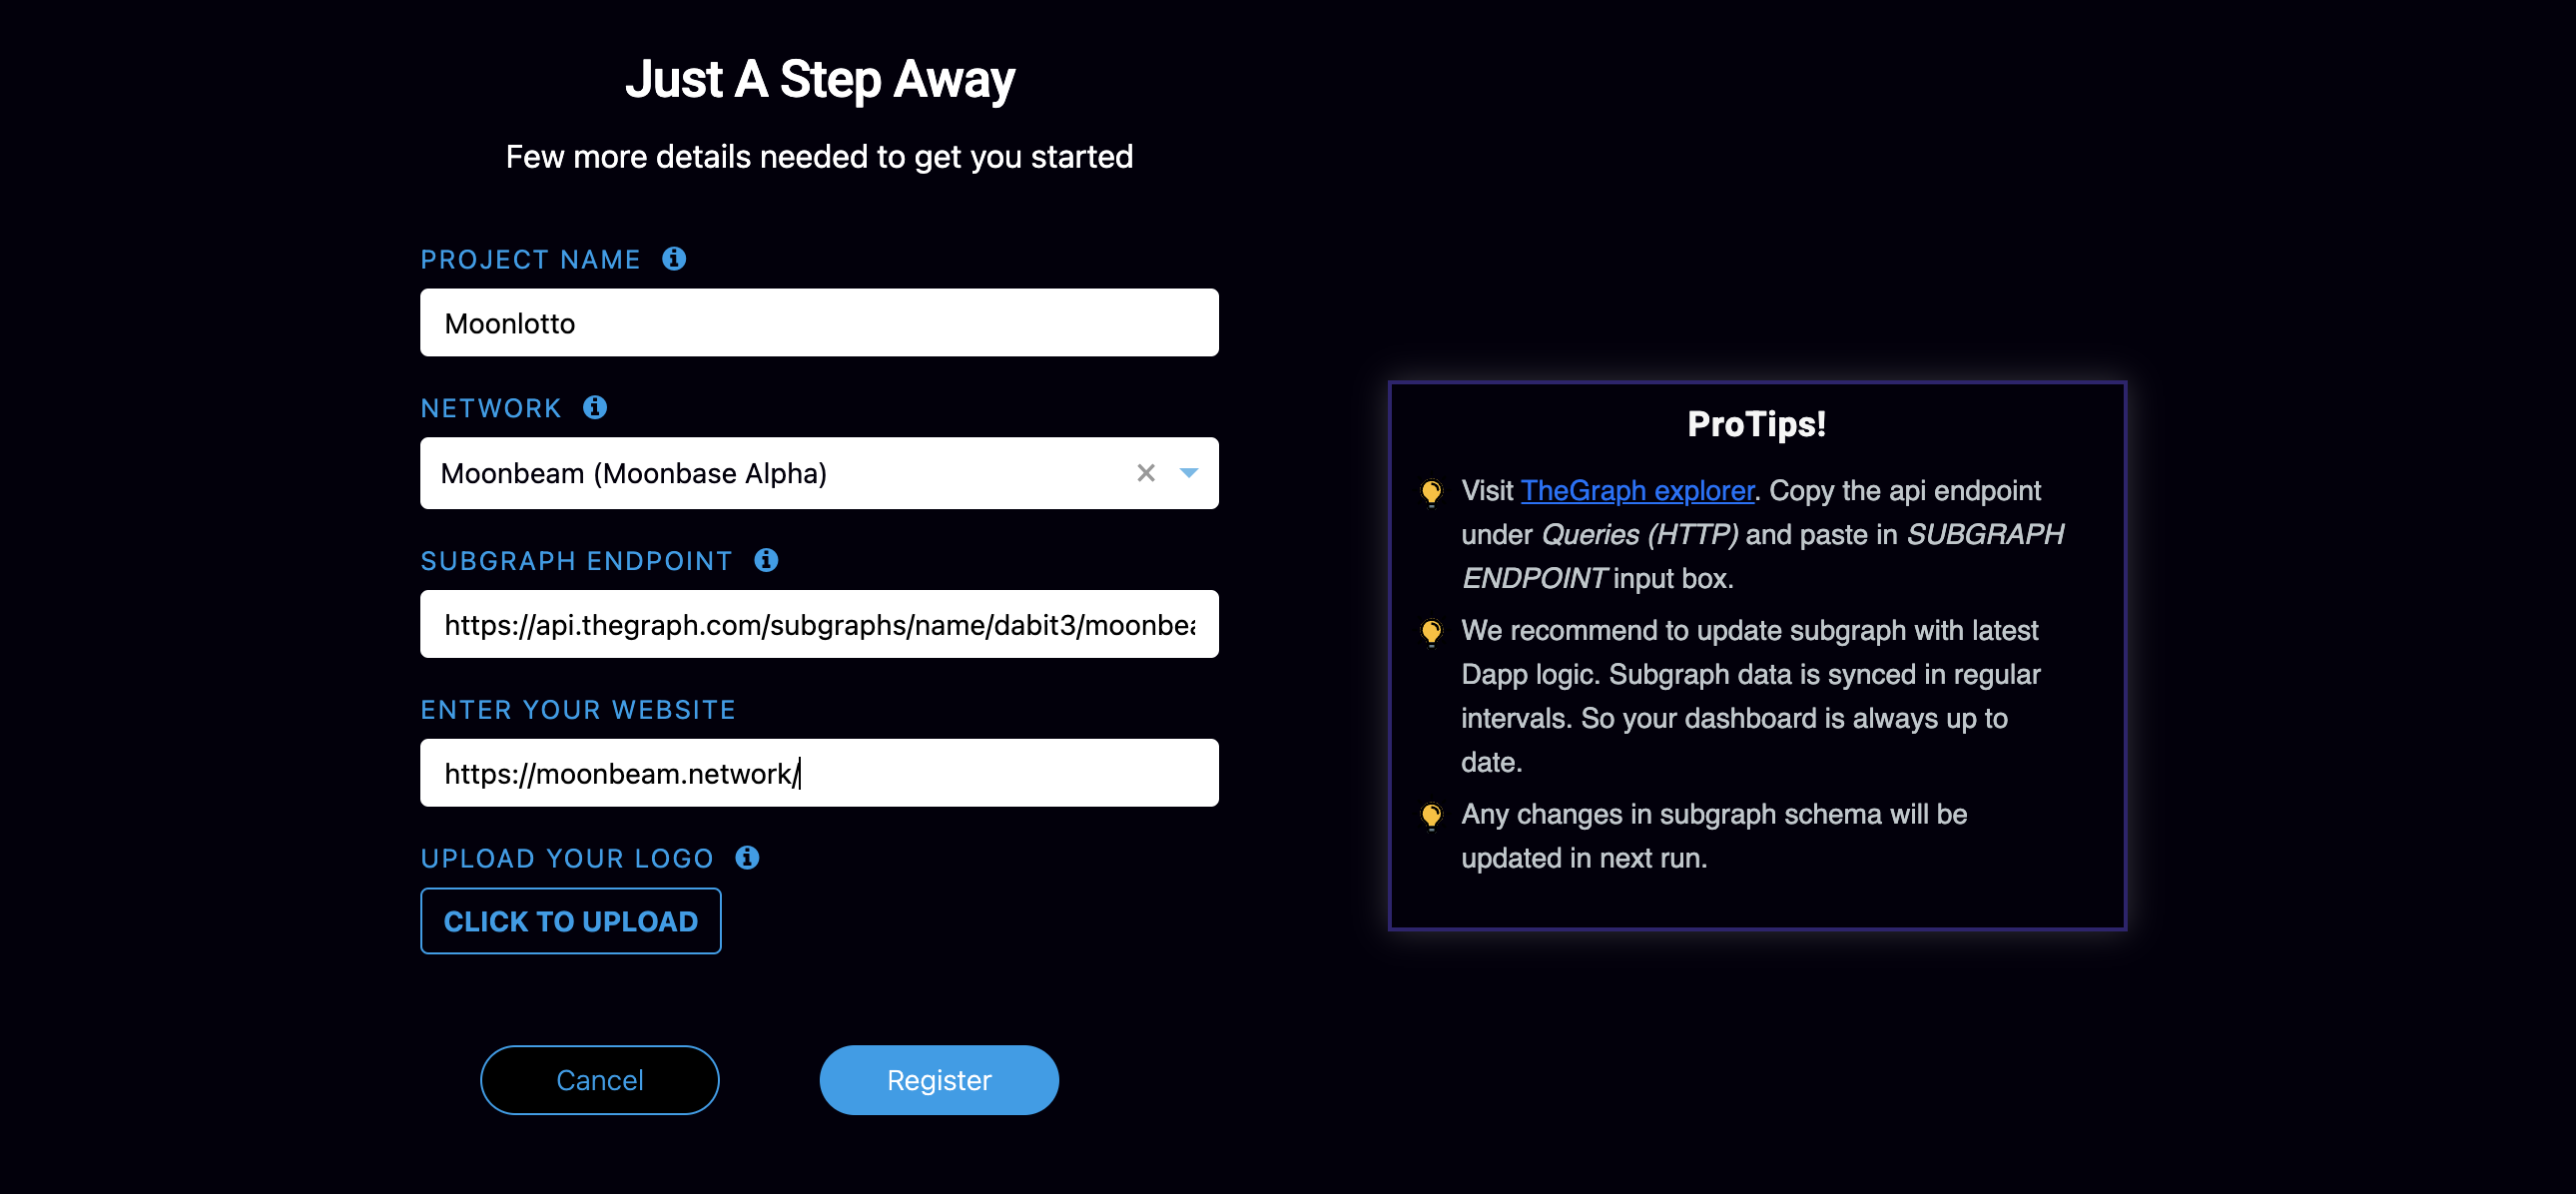 Just A Step Away
Few more details needed to get you started
PROJECT NAME
Moonlotto
NETWORK
Moonbeam (Moonbase Alpha)
SUBGRAPH ENDPOINT
https://api.thegraph.com/subgraphs/name/dabit3/moonbea
ENTER YOUR WEBSITE
https://moonbeam.network/
UPLOAD YOUR LOGO
CLICK TO UPLOAD
Cancel
Register
ProTips!
Visit TheGraph explorer. Copy the api endpoint
under Queries (HTTP) and paste in SUBGRAPH
ENDPOINT input box.
We recommend to update subgraph with latest
Dapp logic. Subgraph data is synced in regular
intervals. So your dashboard is always up to
date.
Any changes in subgraph schema will be
updated in next run.